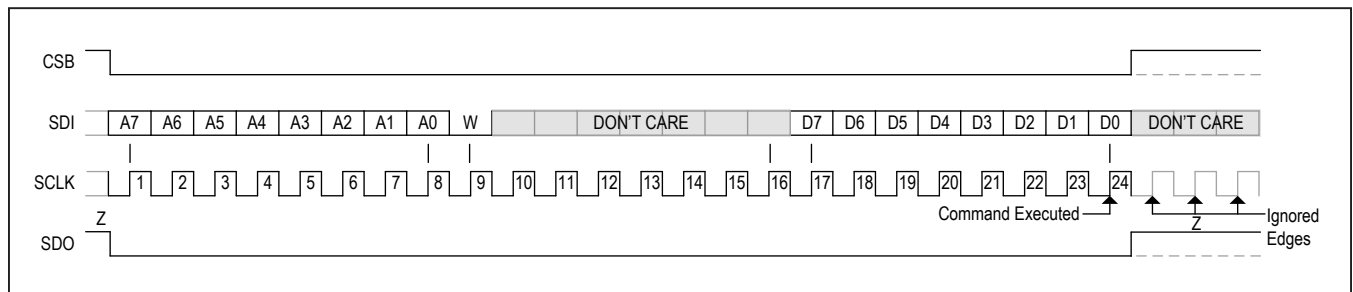 CSB
SDI A7 A6 A5 A4 A3 A2 A1 A0 W DON'T CARE D7 D6 D5 D4 D3 D2 D1 D0 DON'T CARE
SCLK 1 2 3 4 5 6 7 8 9 10 11 12 13 14 15 16 17 18 19 20 21 22 23 24
Command Executed Ignored
Z Z Edges
SDO